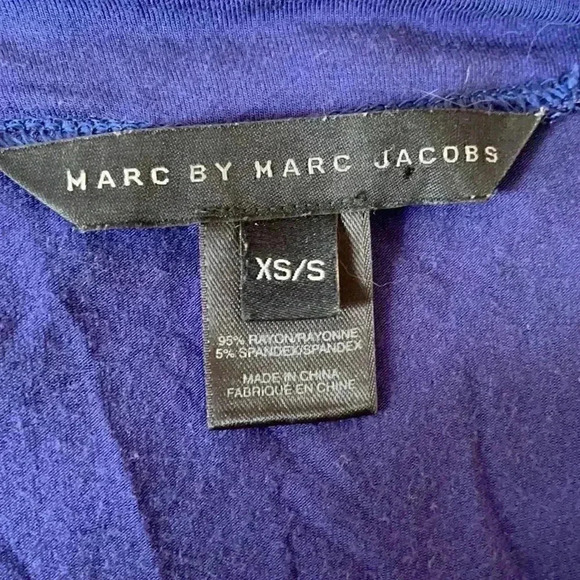 MARC BY MARC JACOBS
XS/S
95% RAYON/RAYONNE
5% SPANDEX/SPANDEX
MADE IN CHINA
FABRIQUE EN CHINE